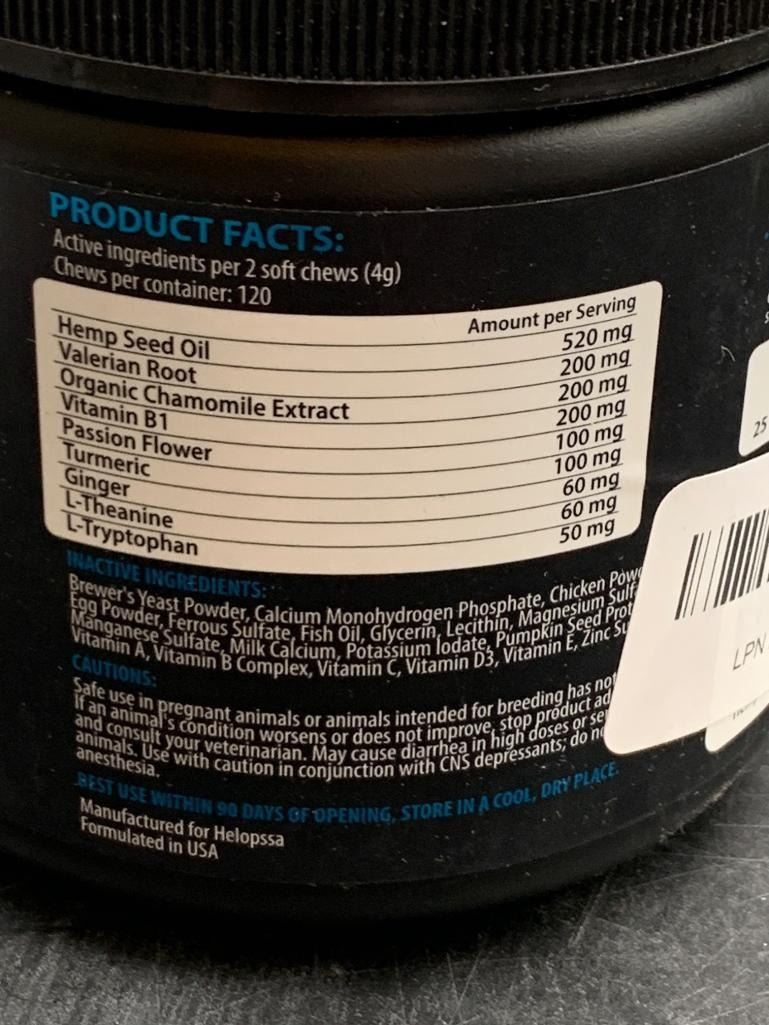 PRODUCT FACTS:
Active ingredients per 2 soft chews (4g)
Chews per container: 120
Amount per Serving
Hemp Seed Oil 520 mg
Valerian Root 200 mg
Organic Chamomile Extract 200 mg
Vitamin B1 200 mg
Passion Flower 100 mg
Turmeric 100 mg
Ginger 60 mg
L-Theanine 60 mg
L-Tryptophan 50 mg
INACTIVE INGREDIENTS:
Brewer's Yeast Powder, Calcium Monohydrogen Phosphate, Chicken
Egg Powder, Ferrous Sulfate, Fish Oil, Glycerin, Lecithin, Magnesium
Manganese Sulfate, Milk Calcium, Potassium Iodate, Pumpkin Seed
Vitamin A, Vitamin B Complex, Vitamin C, Vitamin D3, Vitamin E, Zinc
CAUTIONS:
Safe use in pregnant animals or animals intended for breeding has not
If an animal's condition worsens or does not improve, stop product
and consult your veterinarian. May cause diarrhea in high doses or
animals. Use with caution in conjunction with CNS depressants; do
anesthesia.
BEST USE WITHIN 90 DAYS OF OPENING, STORE IN A COOL, DRY PLACE.
Manufactured for Helopssa
Formulated in USA
25
LPN